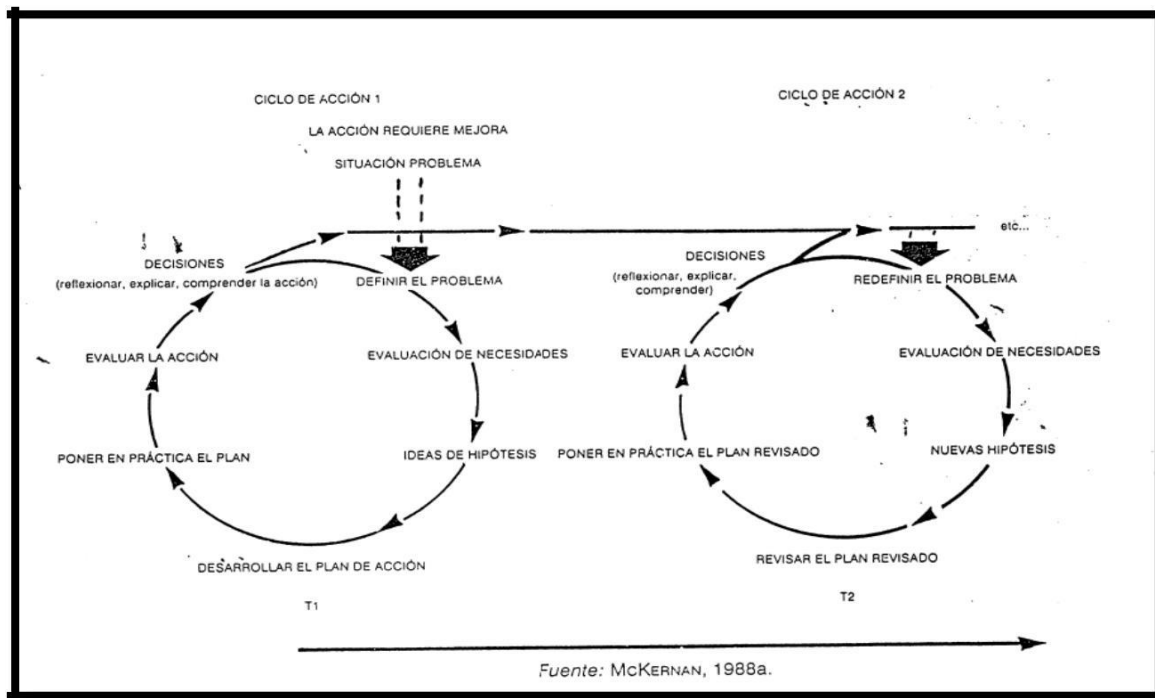 CICLO DE ACCIÓN 1
CICLO DE ACCIÓN 2
LA ACCIÓN REQUIERE MEJORA
SITUACIÓN PROBLEMA
etc...
DECISIONES
(reflexionar, explicar, comprender la acción)
DEFINIR EL PROBLEMA
DECISIONES
(reflexionar, explicar,
comprender)
REDEFINIR EL PROBLEMA
EVALUAR LA ACCIÓN
EVALUACIÓN DE NECESIDADES
EVALUAR LA ACCIÓN
EVALUACIÓN DE NECESIDADES
PONER EN PRÁCTICA EL PLAN
IDEAS DE HIPÓTESIS
PONER EN PRÁCTICA EL PLAN REVISADO
NUEVAS HIPÓTESIS
DESARROLLAR EL PLAN DE ACCIÓN
REVISAR EL PLAN REVISADO
T1
T2
Fuente: MCKERNAN, 1988a.